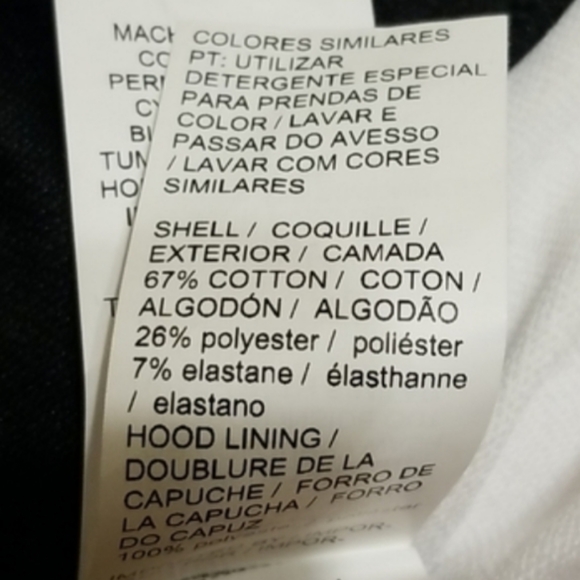 MACH
CO
PER
CY
BL
TUM
HO
COLORES SIMILARES
PT: UTILIZAR
DETERGENTE ESPECIAL
PARA PRENDAS DE
COLOR / LAVAR E
PASSAR DO AVESSO
/ LAVAR COM CORES
SIMILARES
SHELL / COQUILLE /
EXTERIOR / CAMADA
67% COTTON / COTON /
ALGODÓN / ALGODÃO
26% polyester / poliéster
7% elastane / élasthanne
/ elastano
HOOD LINING /
DOUBLURE DE LA
CAPUCHE / FORRO DE
LA CAPUCHA / FORRO
DO CAPUZ
100%